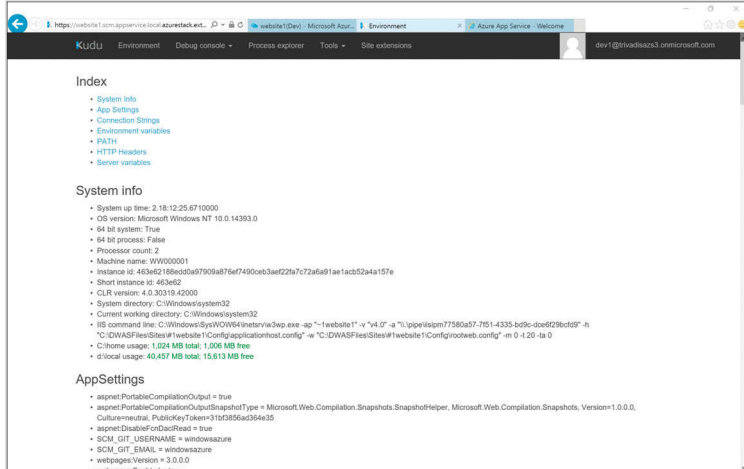 https://website1.scm.appservice.local.azurestack.ext...
website1(Dev) - Microsoft Azur...
Environment
Azure App Service - Welcome
Kudu Environment Debug console Process explorer Tools Site extensions dev1@trivadisazs3.onmicrosoft.com
Index
• System Info
• App Settings
• Connection Strings
• Environment variables
• PATH
• HTTP Headers
• Server variables
System info
• System up time: 2.18:12:25.6710000
• OS version: Microsoft Windows NT 10.0.14393.0
• 64 bit system: True
• 64 bit process: False
• Processor count: 2
• Machine name: WW000001
• Instance id: 463e62188edd0a97909a876ef7490ceb3aef22fa7c72a6a91ae1acb52a4a157e
• Short instance id: 463e62
• CLR version: 4.0.30319.42000
• System directory: C:\Windows\system32
• Current working directory: C:\Windows\system32
• IIS command line: C:\Windows\SysWOW64\inetsrv\w3wp.exe -ap "~1website1" -v "v4.0" -a "\\.\pipe\iisipm77580a57-7f51-4335-bd9c-dce6f29bcfd9" -h
"C:\DWASFiles\Sites\#1website1\Config\applicationhost.config" -w "C:\DWASFiles\Sites\#1website1\Config\rootweb.config" -m 0 -t 20 -ta 0
• C:\home usage: 1,024 MB total; 1,006 MB free
• d:\local usage: 40,457 MB total; 15,613 MB free
AppSettings
• aspnet:PortableCompilationOutput = true
• aspnet:PortableCompilationOutputSnapshotType = Microsoft.Web.Compilation.Snapshots.SnapshotHelper, Microsoft.Web.Compilation.Snapshots, Version=1.0.0.0,
Culture=neutral, PublicKeyToken=31bf3856ad364e35
• aspnet:DisableFcnDaclRead = true
• SCM_GIT_USERNAME = windowsazure
• SCM_GIT_EMAIL = windowsazure
• webpages:Version = 3.0.0.0